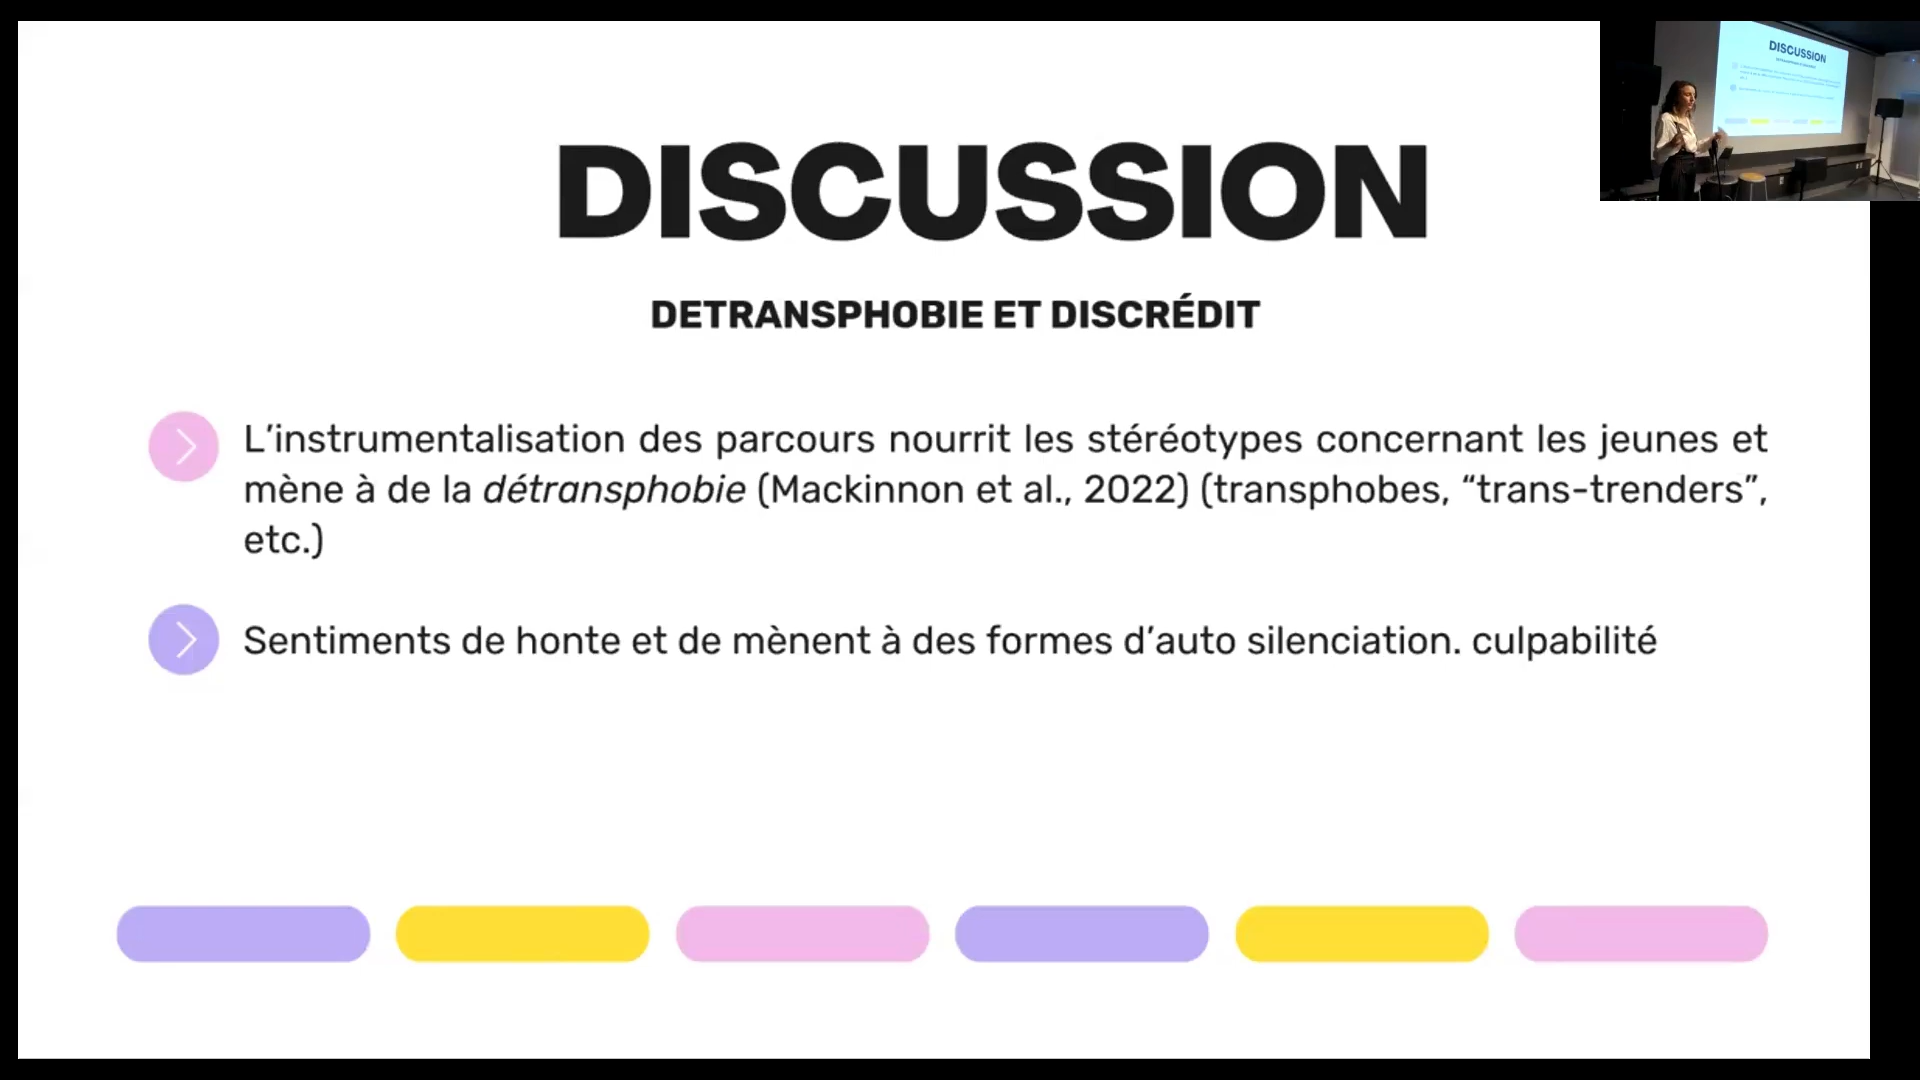 DISCUSSION
DETRANSPHOBIE ET DISCRÉDIT
L’instrumentalisation des parcours nourrit les stéréotypes concernant les jeunes et
mène à de la détransphobie (Mackinnon et al., 2022) (transphobes, “trans-trenders”,
etc.)
Sentiments de honte et de mènent à des formes d’auto silenciation. culpabilité
DISCUSSION